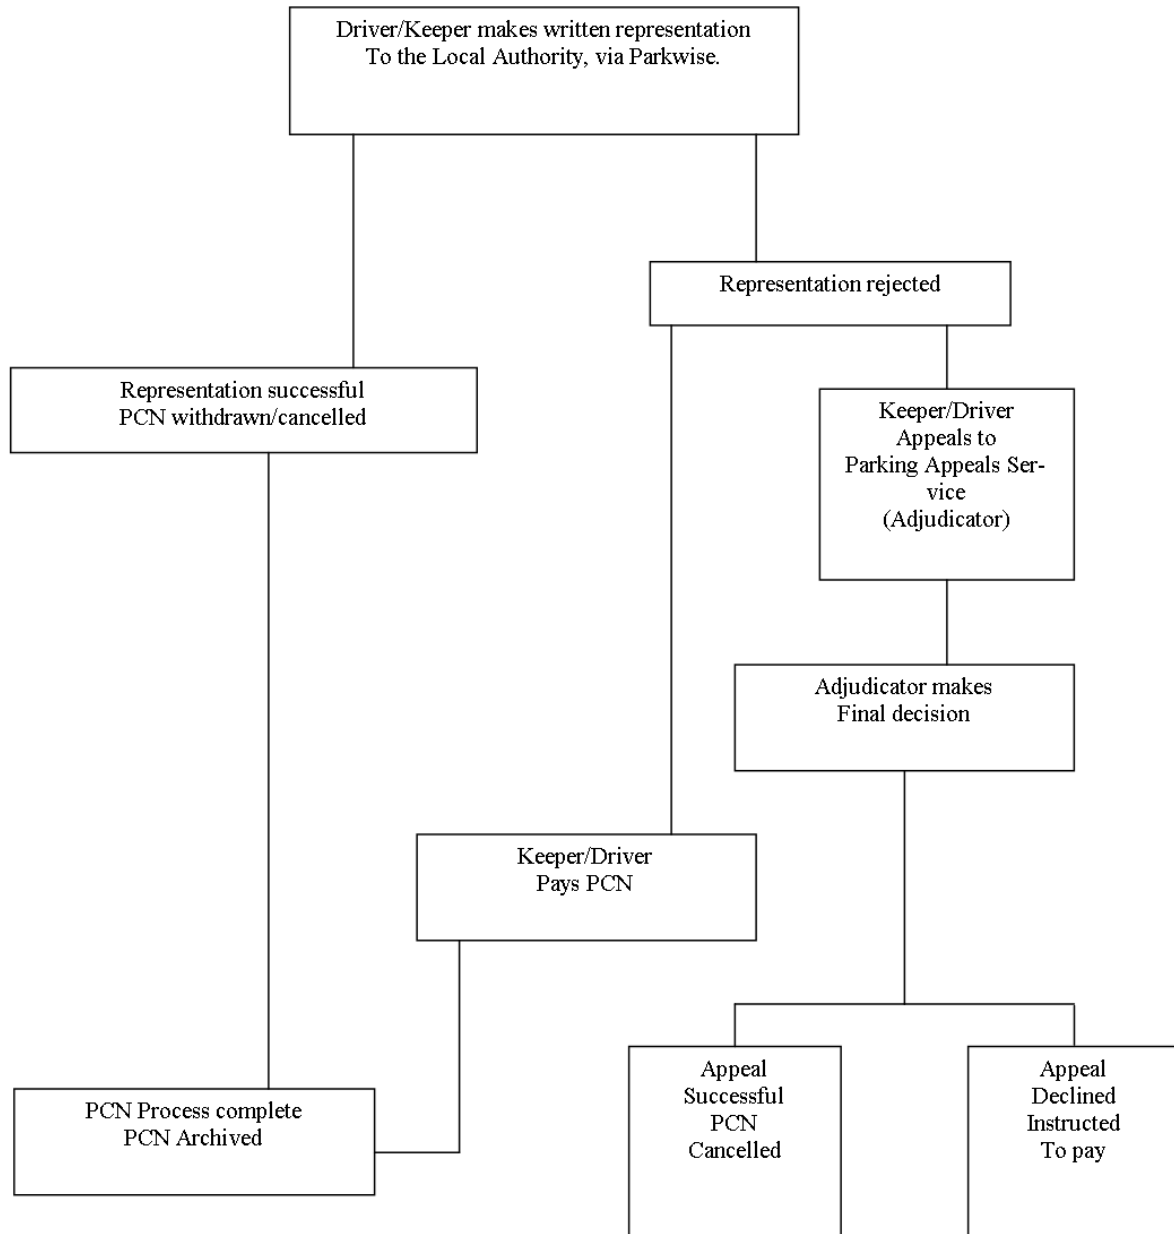 Driver/Keeper makes written representation
To the Local Authority, via Parkwise.
Representation rejected
Representation successful
PCN withdrawn/cancelled
Keeper/Driver
Appeals to
Parking Appeals Ser-
vice
(Adjudicator)
Adjudicator makes
Final decision
Keeper/Driver
Pays PCN
PCN Process complete
PCN Archived
Appeal
Successful
PCN
Cancelled
Appeal
Declined
Instructed
To pay